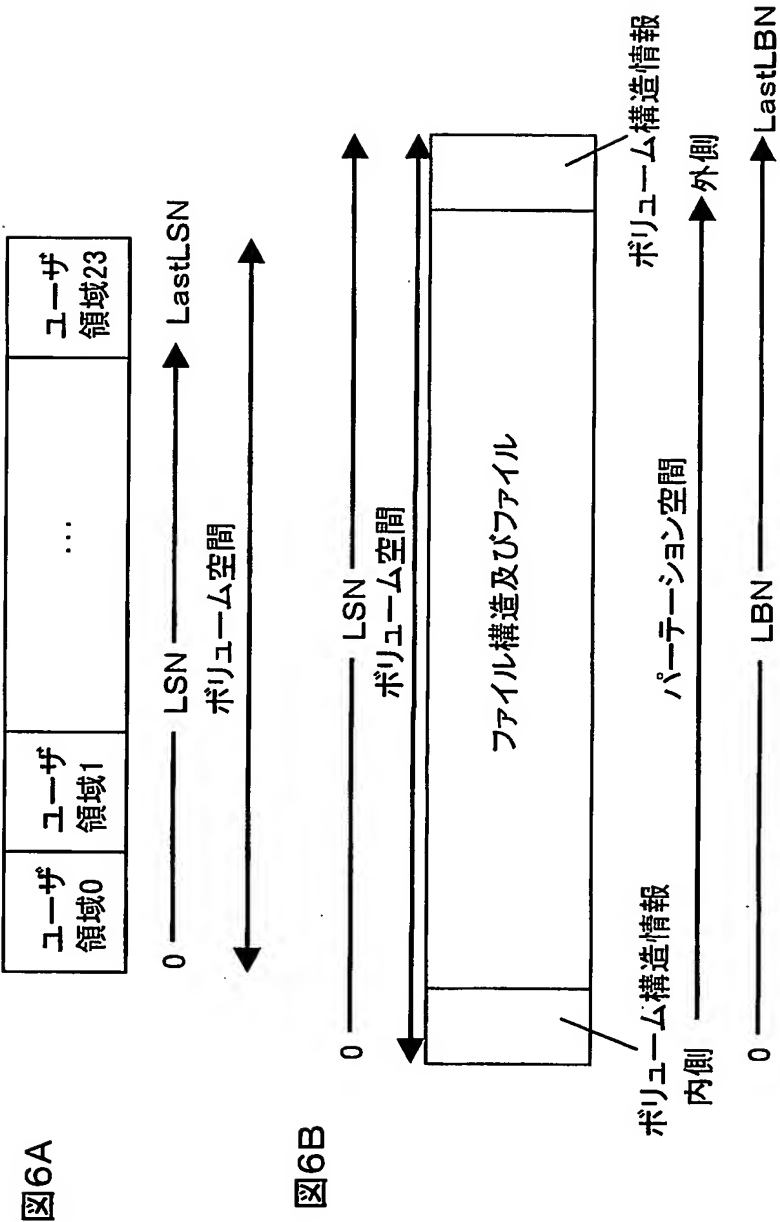 図6A
ユーザ
領域0
ユーザ
領域1
…
ユーザ
領域23
0 LSN LastLSN
ボリューム空間
図6B
0 LSN
ボリューム空間
ファイル構造及びファイル
ボリューム構造情報
ボリューム構造情報
内側 パーテーション空間 外側
0 LBN LastLBN